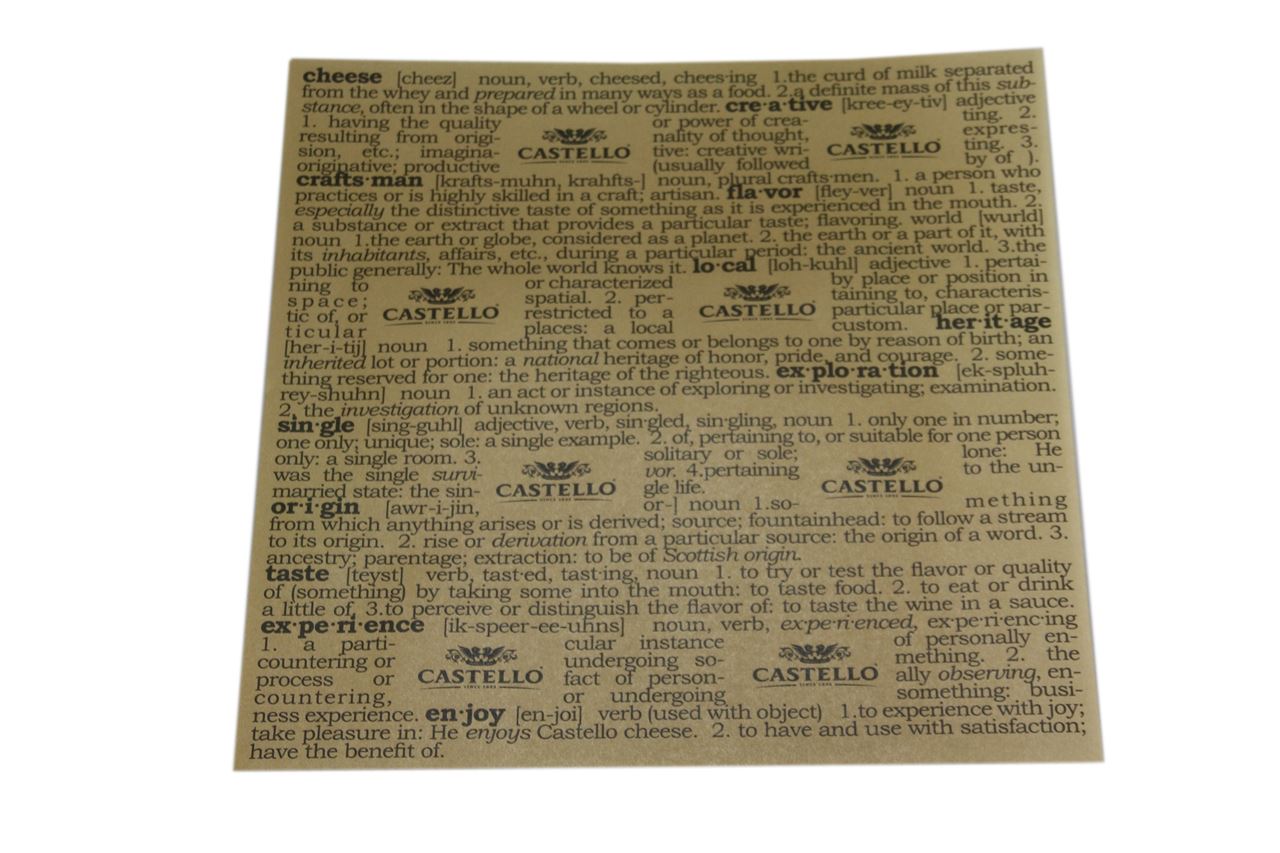 cheese [cheez] noun, verb, cheesed, chees·ing 1.the curd of milk separated
from the whey and prepared in many ways as a food. 2.a definite mass of this sub-
stance, often in the shape of a wheel or cylinder. cre·a·tive [kree-ey-tiv] adjective
1. having the quality or power of crea- ting. 2.
resulting from origi- nality of thought, expres-
sion, etc.; imagina- tive: creative wri- ting. 3.
originative; productive (usually followed by of ).
CASTELLO CASTELLO
SINCE 1893 SINCE 1893
crafts·man [krafts-muhn, krahfts-] noun, plural crafts·men. 1. a person who
practices or is highly skilled in a craft; artisan. fla·vor [fley-ver] noun 1. taste,
especially the distinctive taste of something as it is experienced in the mouth. 2.
a substance or extract that provides a particular taste; flavoring. world [wurld]
noun 1.the earth or globe, considered as a planet. 2. the earth or a part of it, with
its inhabitants, affairs, etc., during a particular period: the ancient world. 3.the
public generally: The whole world knows it. lo·cal [loh-kuhl] adjective 1. pertai-
ning to or characterized by place or position in
space; spatial. 2. per- taining to, characteris-
tic of, or restricted to a particular place or par-
ticular places: a local custom. her·it·age
CASTELLO CASTELLO
SINCE 1893 SINCE 1893
[her-i-tij] noun 1. something that comes or belongs to one by reason of birth; an
inherited lot or portion: a national heritage of honor, pride, and courage. 2. some-
thing reserved for one: the heritage of the righteous. ex·plo·ra·tion [ek-spluh-
rey-shuhn] noun 1. an act or instance of exploring or investigating; examination.
2. the investigation of unknown regions.
sin·gle [sing-guhl] adjective, verb, sin·gled, sin·gling, noun 1. only one in number;
one only; unique; sole: a single example. 2. of, pertaining to, or suitable for one person
only: a single room. 3. solitary or sole; lone: He
was the single survi- vor. 4.pertaining to the un-
married state: the sin- gle life.
CASTELLO CASTELLO
SINCE 1893 SINCE 1893
or·i·gin [awr-i-jin, or-] noun 1.so- mething
from which anything arises or is derived; source; fountainhead: to follow a stream
to its origin. 2. rise or derivation from a particular source: the origin of a word. 3.
ancestry; parentage; extraction: to be of Scottish origin.
taste [teyst] verb, tast·ed, tast·ing, noun 1. to try or test the flavor or quality
of (something) by taking some into the mouth: to taste food. 2. to eat or drink
a little of. 3.to perceive or distinguish the flavor of: to taste the wine in a sauce.
ex·pe·ri·ence [ik-speer-ee-uhns] noun, verb, ex·pe·ri·enced, ex·pe·ri·enc·ing
1. a parti- cular instance of personally en-
countering or undergoing so- mething. 2. the
process or fact of person- ally observing, en-
countering, or undergoing something: busi-
CASTELLO CASTELLO
SINCE 1893 SINCE 1893
ness experience. en·joy [en-joi] verb (used with object) 1.to experience with joy;
take pleasure in: He enjoys Castello cheese. 2. to have and use with satisfaction;
have the benefit of.